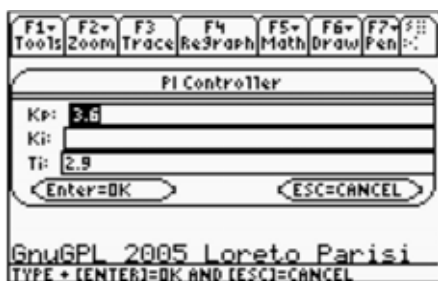 F1 F2 F3 F4 F5 F6 F7
Tools Zoom Trace ReGraph Math Draw Pen
PI Controller
Kp: 3.6
Ki:
Ti: 2.9
Enter=OK ESC=CANCEL
GnuGPL 2005 Loreto Parisi
TYPE + [ENTER]=OK AND [ESC]=CANCEL